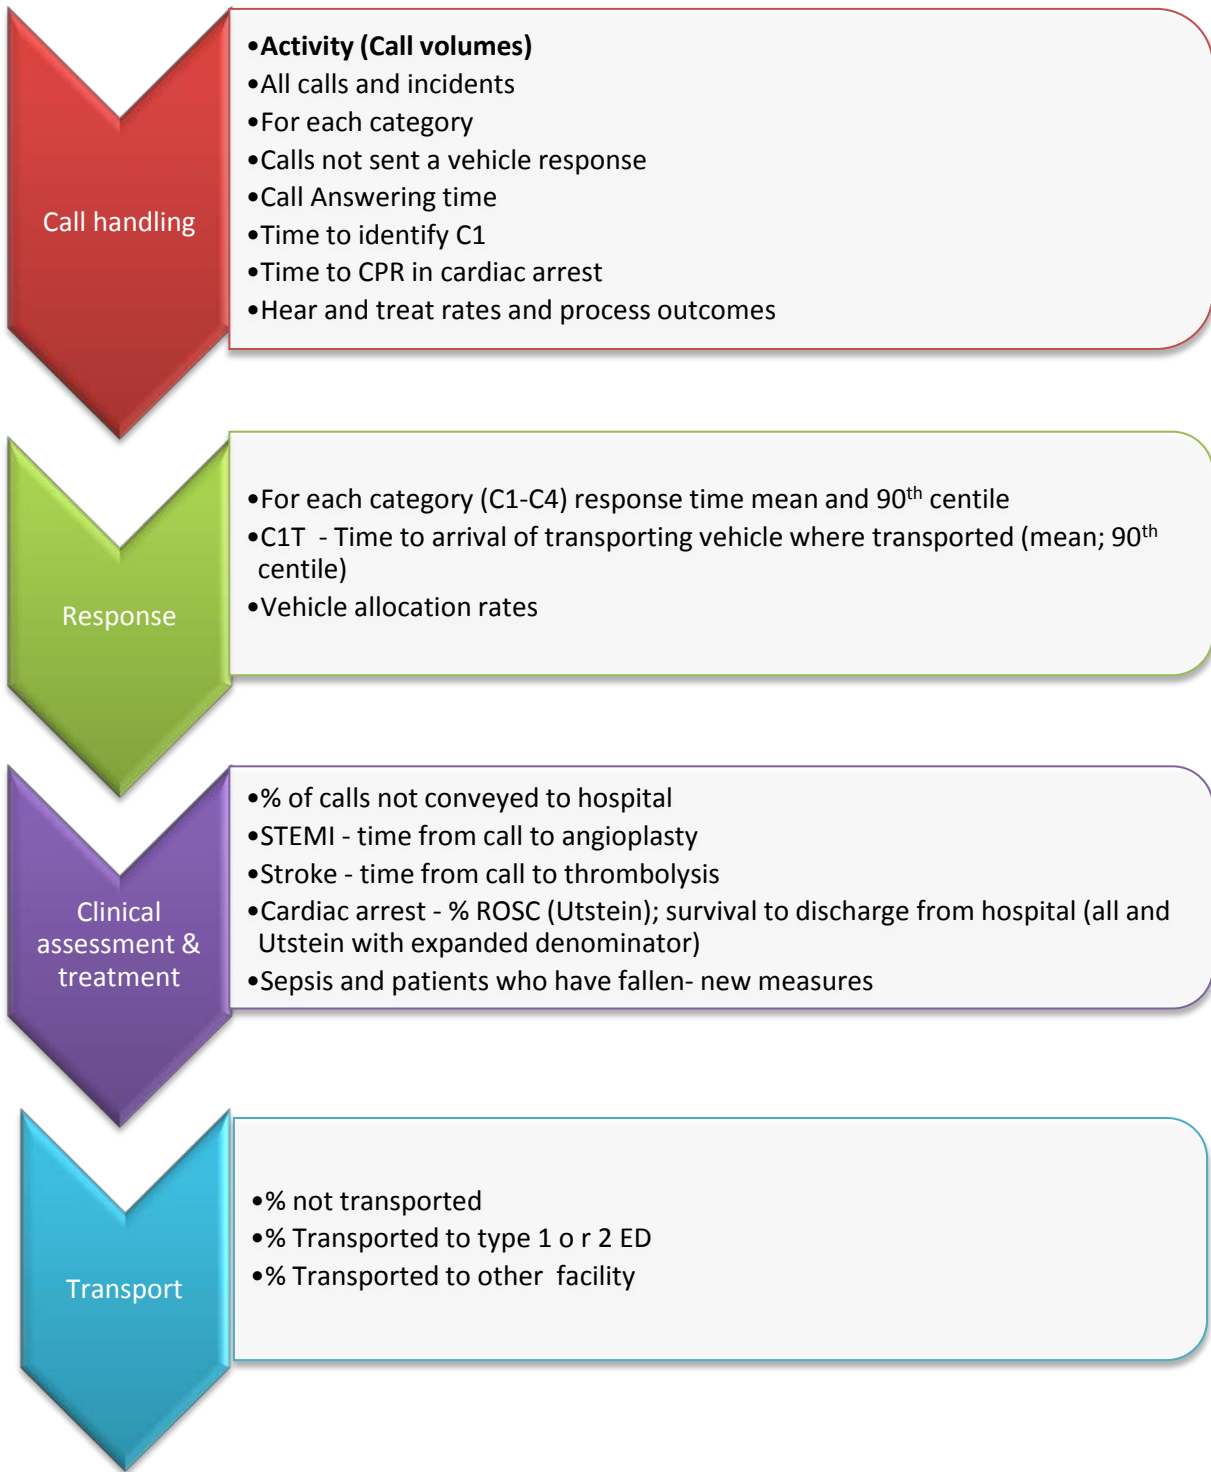 Call handling
•Activity (Call volumes)
•All calls and incidents
•For each category
•Calls not sent a vehicle response
•Call Answering time
•Time to identify C1
•Time to CPR in cardiac arrest
•Hear and treat rates and process outcomes
Response
•For each category (C1-C4) response time mean and 90th centile
•C1T - Time to arrival of transporting vehicle where transported (mean; 90th
centile)
•Vehicle allocation rates
Clinical
assessment &
treatment
•% of calls not conveyed to hospital
•STEMI - time from call to angioplasty
•Stroke - time from call to thrombolysis
•Cardiac arrest - % ROSC (Utstein); survival to discharge from hospital (all and
Utstein with expanded denominator)
•Sepsis and patients who have fallen- new measures
Transport
•% not transported
•% Transported to type 1 o r 2 ED
•% Transported to other facility